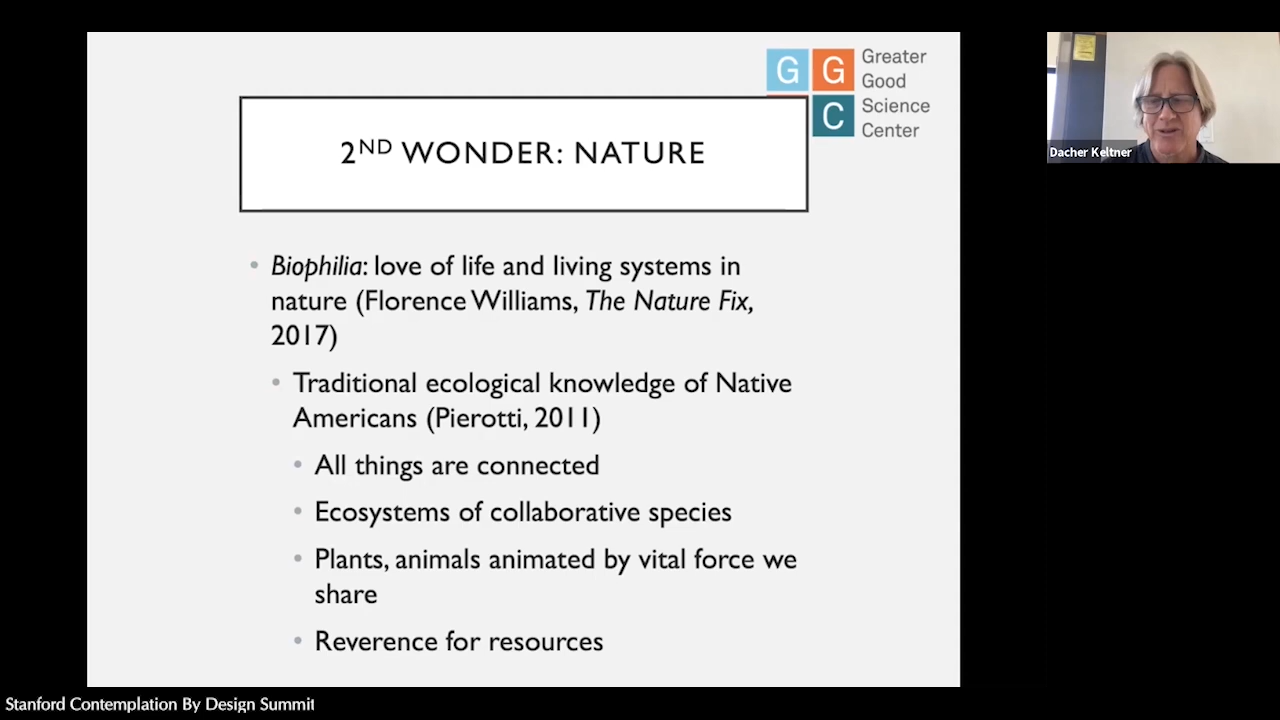 G G
C
Greater
Good
Science
Center
2ND WONDER: NATURE
Dacher Keltner
• Biophilia: love of life and living systems in
nature (Florence Williams, The Nature Fix,
2017)
• Traditional ecological knowledge of Native
Americans (Pierotti, 2011)
• All things are connected
• Ecosystems of collaborative species
• Plants, animals animated by vital force we
share
• Reverence for resources
Stanford Contemplation By Design Summit